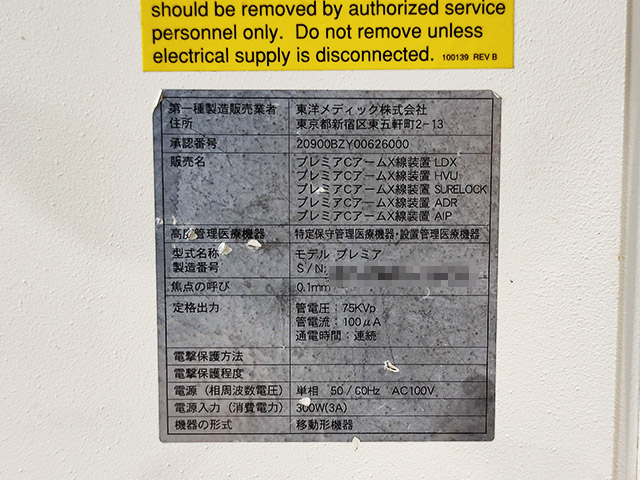 should be removed by authorized service
personnel only. Do not remove unless
electrical supply is disconnected. 100139 REV B
第一種製造販売業者 東洋メディック株式会社
住所 東京都新宿区東五軒町2-13
承認番号 20900BZY00626000
販売名 プレミアCアームX線装置 LDX
プレミアCアームX線装置 HVU
プレミアCアームX線装置 SURELOCK
プレミアCアームX線装置 ADR
プレミアCアームX線装置 AIP
高度管理医療機器 特定保守管理医療機器・設置管理医療機器
型式名称 モデル プレミア
製造番号 S/N:
焦点の呼び 0.1mm
定格出力 管電圧:75KVp
管電流:100μA
通電時間:連続
電撃保護方法
電撃保護程度
電源(相周波数電圧) 単相 50/60Hz AC100V
電源入力(消費電力) 300W(3A)
機器の形式 移動形機器